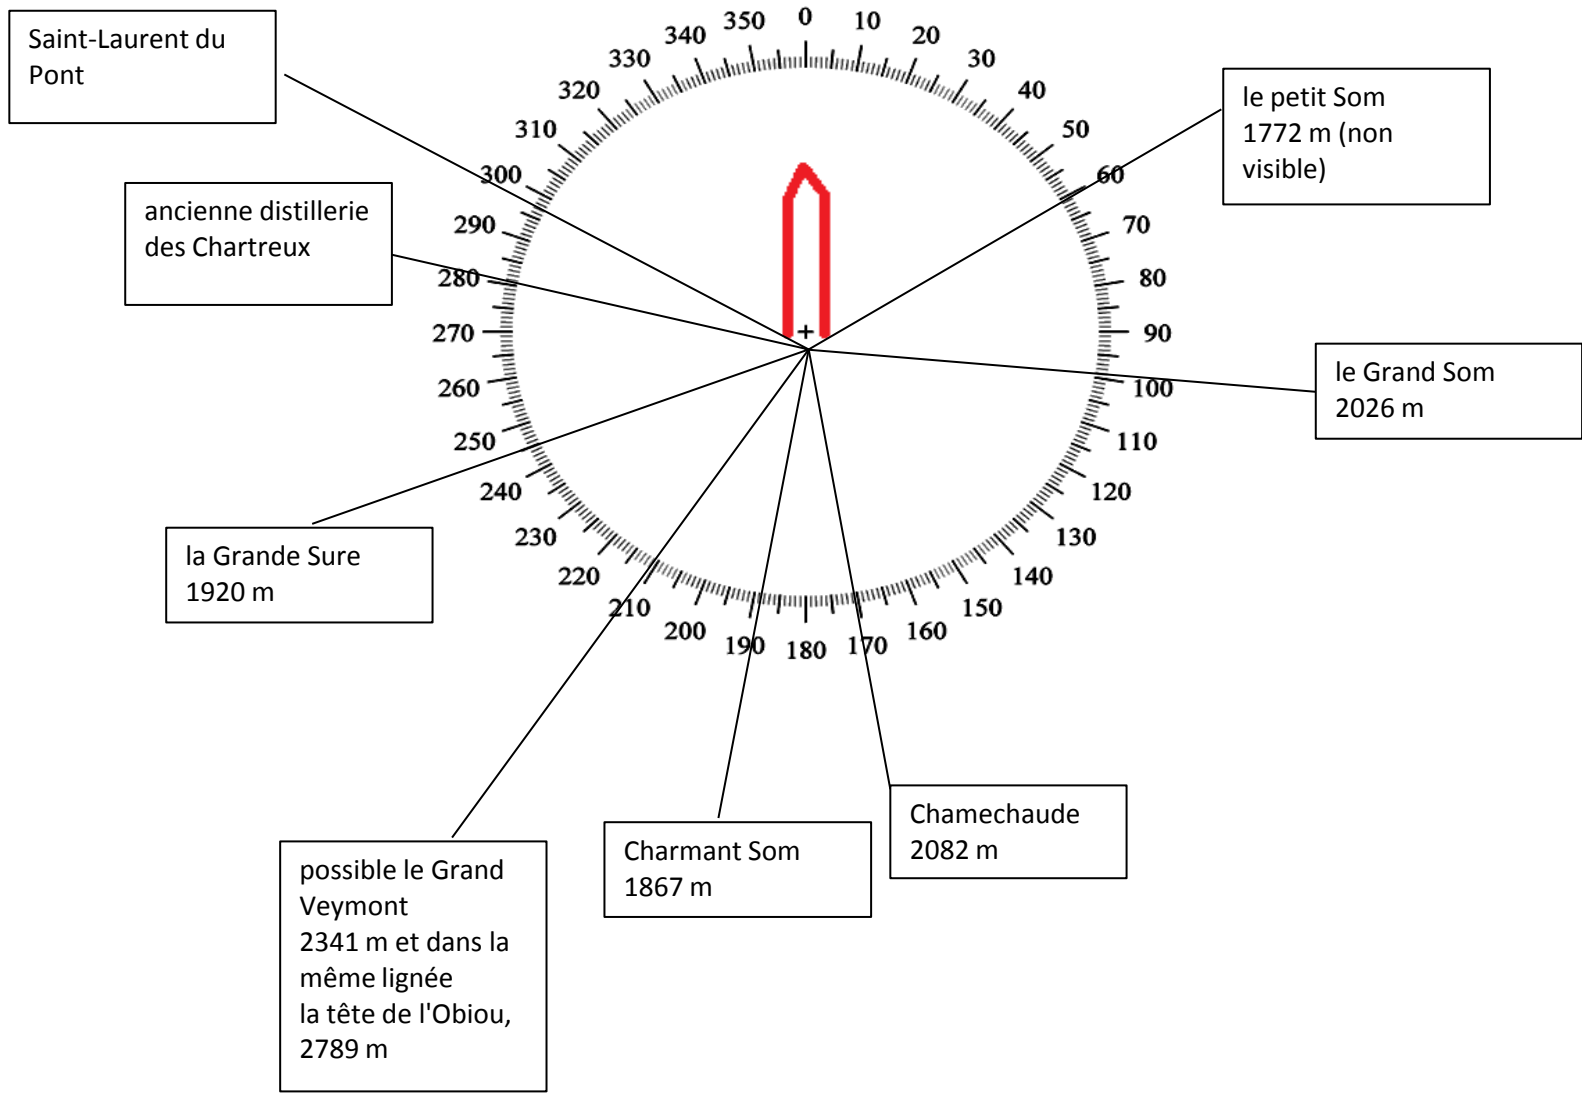 Saint-Laurent du
Pont
ancienne distillerie
des Chartreux
la Grande Sure
1920 m
possible le Grand
Veymont
2341 m et dans la
même lignée
la tête de l'Obiou,
2789 m
Charmant Som
1867 m
Chamechaude
2082 m
le Grand Som
2026 m
le petit Som
1772 m (non
visible)
0
10
20
30
40
50
60
70
80
90
100
110
120
130
140
150
160
170
180
190
200
210
220
230
240
250
260
270
280
290
300
310
320
330
340
350